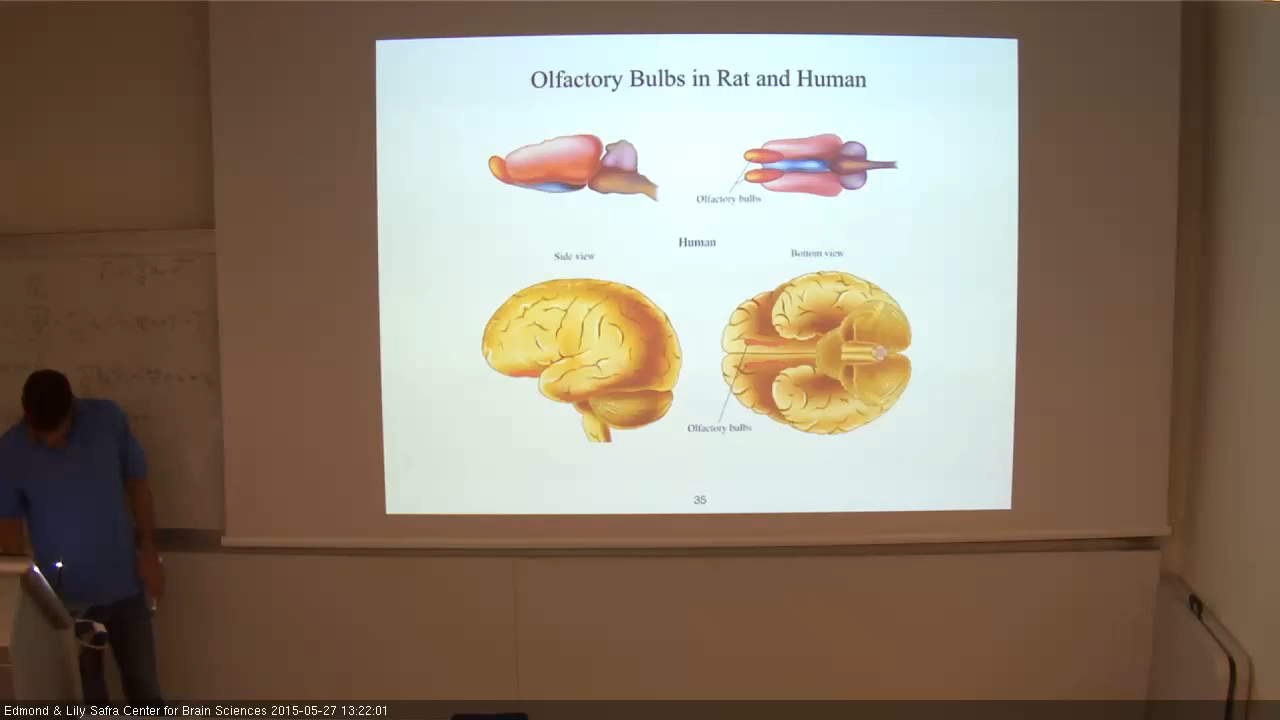 Olfactory Bulbs in Rat and Human
Olfactory bulbs
Human
Side view
Bottom view
Olfactory bulbs
35
Edmond & Lily Safra Center for Brain Sciences 2015-05-27 13:22:01